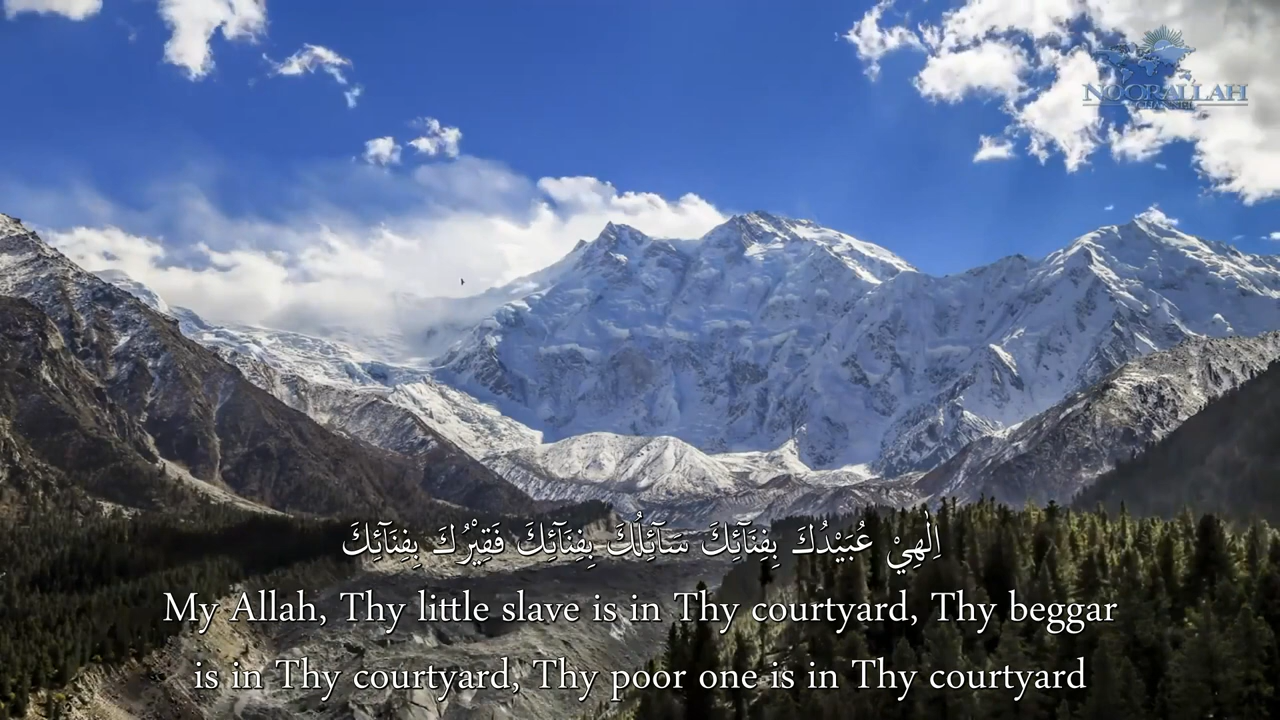 NOORALLAH
CHANNEL
اِلٰهِيْ عُبَيْدُكَ بِفِنَآئِكَ سَآئِلُكَ بِفِنَآئِكَ فَقِيْرُكَ بِفِنَآئِكَ
My Allah, Thy little slave is in Thy courtyard, Thy beggar
is in Thy courtyard, Thy poor one is in Thy courtyard